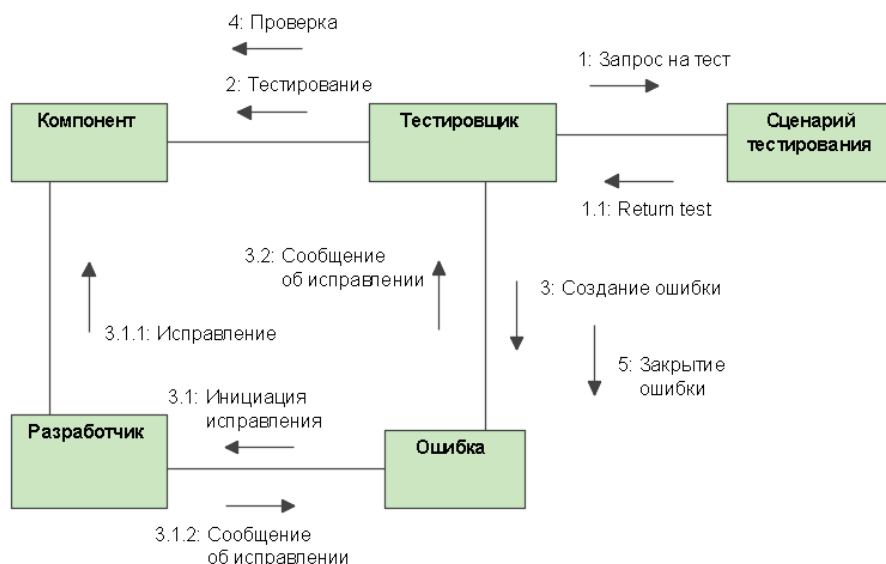 4: Проверка
1: Запрос на тест
2: Тестирование
Компонент
Тестировщик
Сценарий
тестирования
1.1: Return test
3.2: Сообщение
об исправлении
3: Создание ошибки
3.1.1: Исправление
5: Закрытие
ошибки
3.1: Инициация
исправления
Разработчик
Ошибка
3.1.2: Сообщение
об исправлении